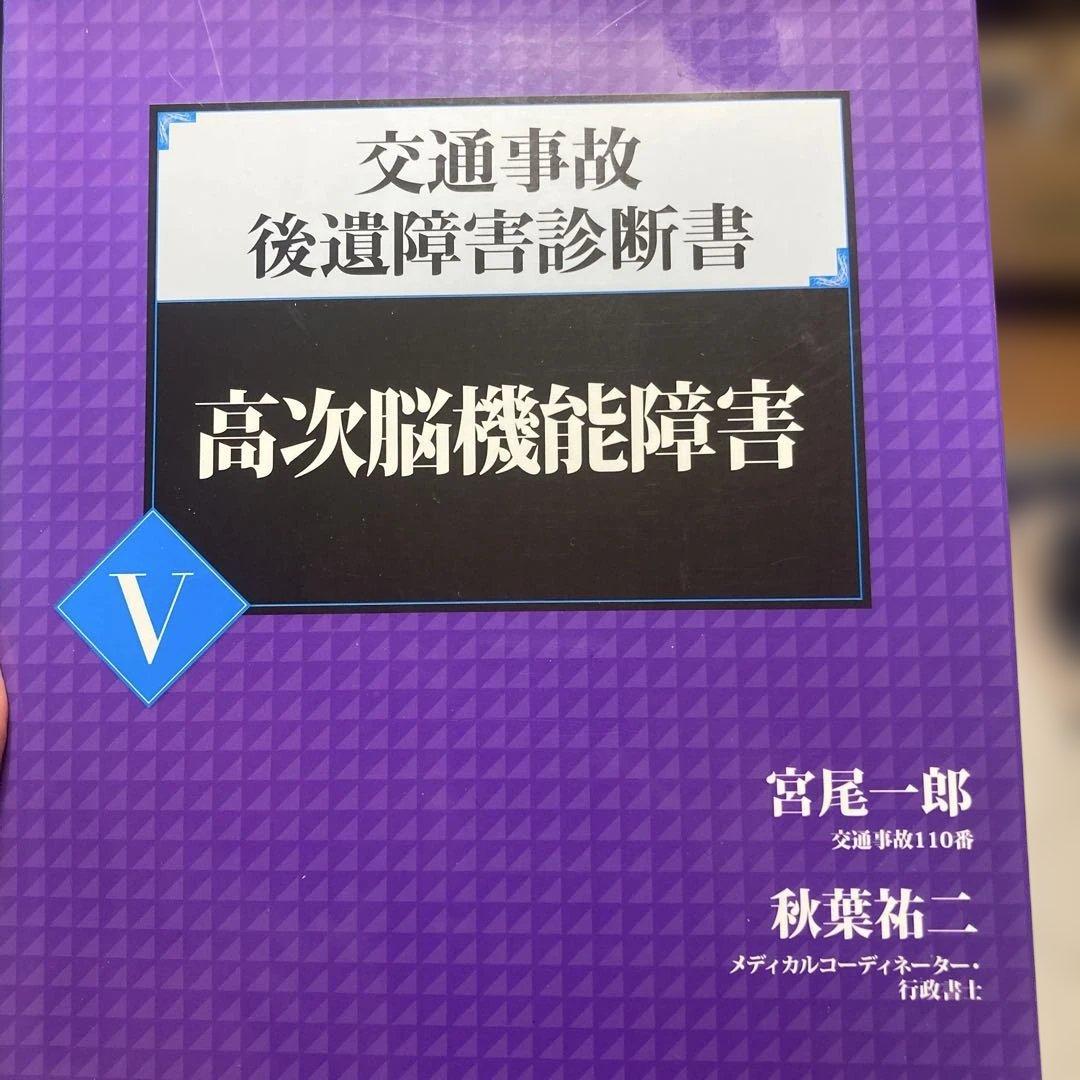 交通事故
後遺障害診断書
高次脳機能障害
V
宮尾一郎
交通事故110番
秋葉祐二
メディカルコーディネーター・
行政書士